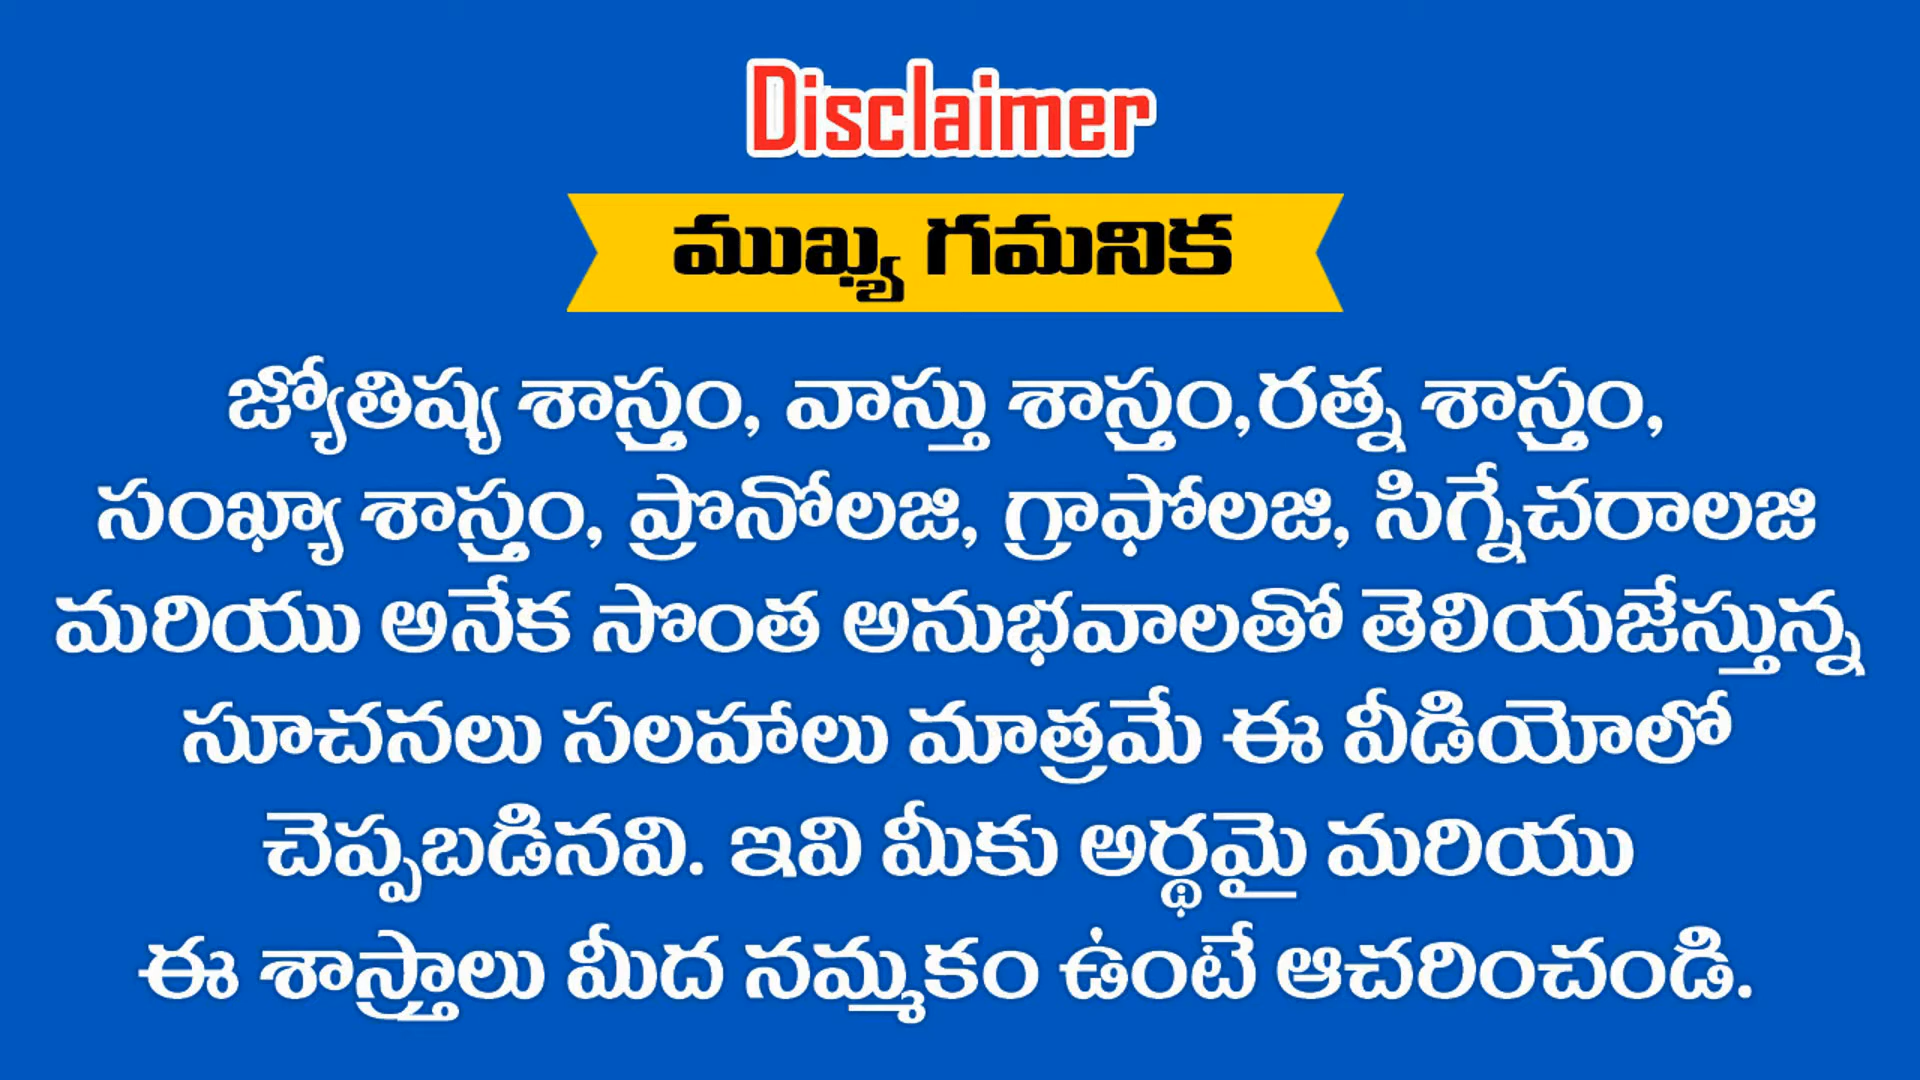 Disclaimer
ముఖ్య గమనిక
జ్యోతిష్య శాస్త్రం, వాస్తు శాస్త్రం,రత్న శాస్త్రం,
సంఖ్యా శాస్త్రం, ప్రొనోలజి, గ్రాఫోలజి, సిగ్నేచరాలజి
మరియు అనేక సొంత అనుభవాలతో తెలియజేస్తున్న
సూచనలు సలహాలు మాత్రమే ఈ వీడియోలో
చెప్పబడినవి. ఇవి మీకు అర్థమై మరియు
ఈ శాస్త్రాలు మీద నమ్మకం ఉంటే ఆచరించండి.